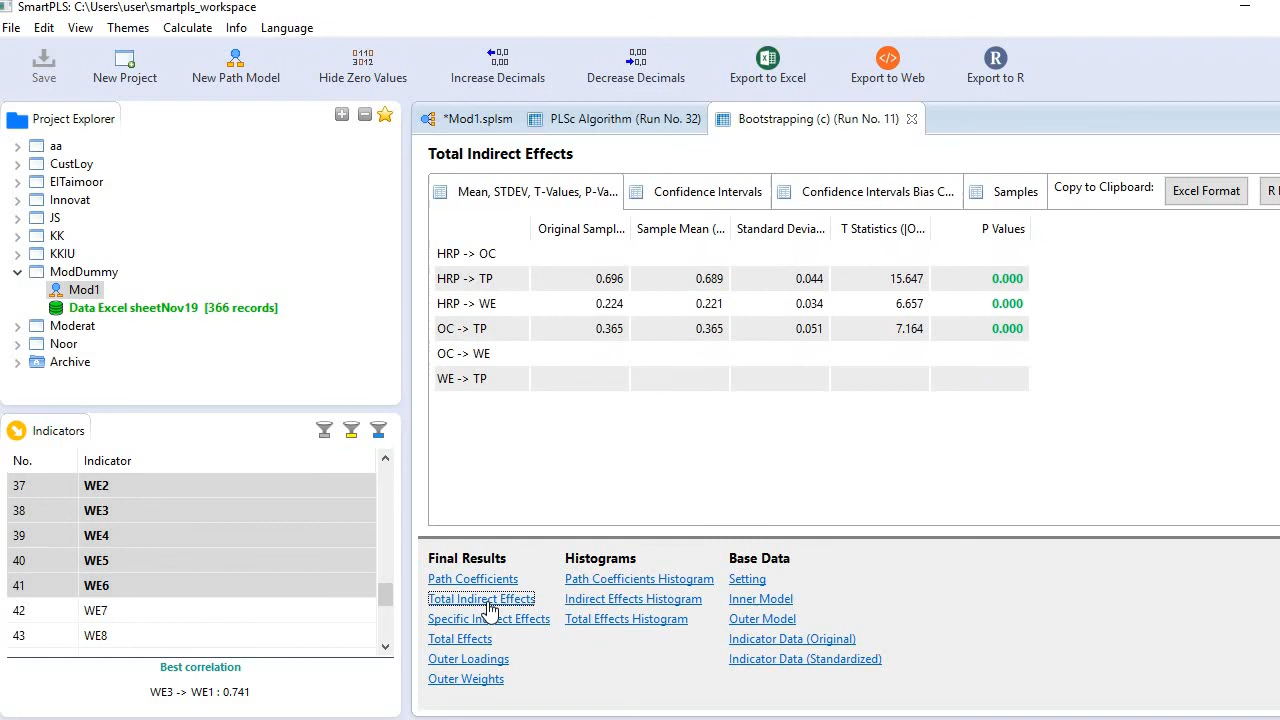 SmartPLS: C:\Users\user\smartpls_workspace
File Edit View Themes Calculate Info Language
Save New Project New Path Model Hide Zero Values Increase Decimals Decrease Decimals Export to Excel Export to Web Export to R
Project Explorer
aa
CustLoy
ElTaimoor
Innovat
JS
KK
KKIU
ModDummy
Mod1
Data Excel sheetNov19 [366 records]
Moderat
Noor
Archive
Indicators
No. Indicator
37 WE2
38 WE3
39 WE4
40 WE5
41 WE6
42 WE7
43 WE8
Best correlation
WE3 -> WE1 : 0.741
*Mod1.splsm PLSc Algorithm (Run No. 32) Bootstrapping (c) (Run No. 11)
Total Indirect Effects
Mean, STDEV, T-Values, P-Va... Confidence Intervals Confidence Intervals Bias C... Samples Copy to Clipboard: Excel Format R
Original Sampl... Sample Mean (... Standard Devia... T Statistics (|O... P Values
HRP -> OC
HRP -> TP 0.696 0.689 0.044 15.647 0.000
HRP -> WE 0.224 0.221 0.034 6.657 0.000
OC -> TP 0.365 0.365 0.051 7.164 0.000
OC -> WE
WE -> TP
Final Results Histograms Base Data
Path Coefficients Path Coefficients Histogram Setting
Total Indirect Effects Indirect Effects Histogram Inner Model
Specific Indirect Effects Total Effects Histogram Outer Model
Total Effects Indicator Data (Original)
Outer Loadings Indicator Data (Standardized)
Outer Weights